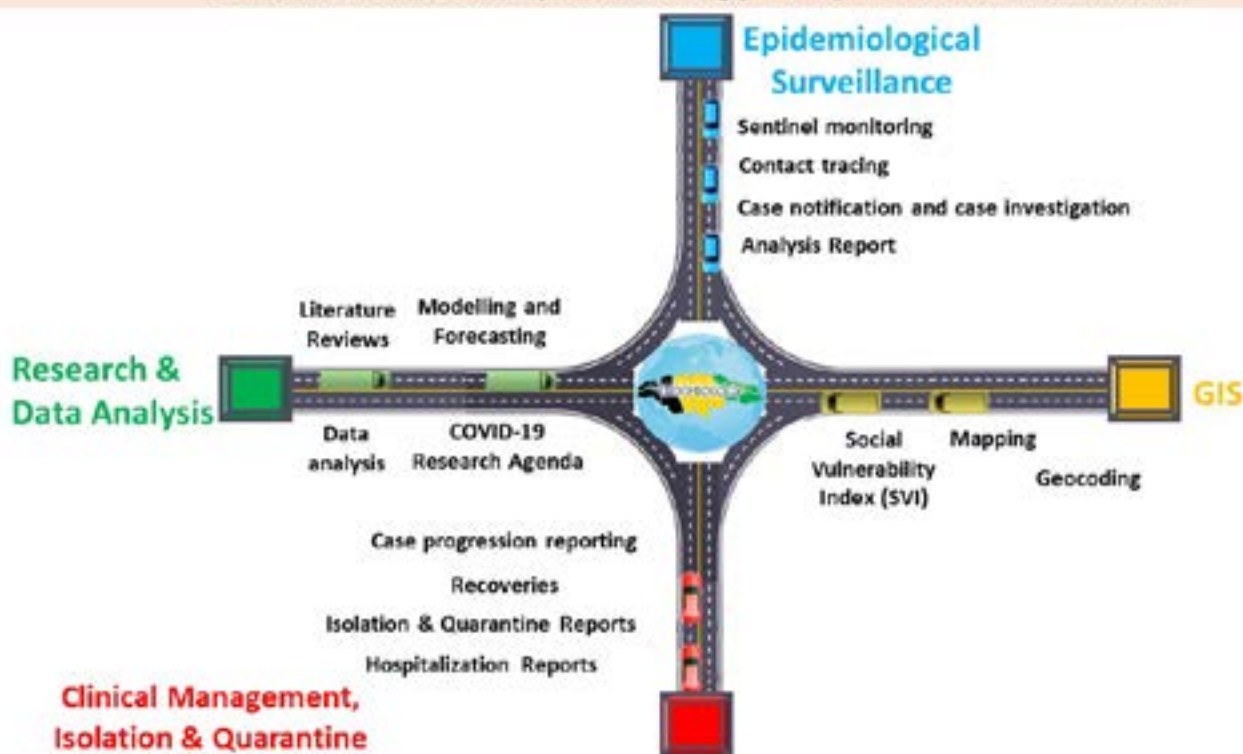 Epidemiological
Surveillance
Sentinel monitoring
Contact tracing
Case notification and case investigation
Analysis Report
Literature
Reviews
Modelling and
Forecasting
Research &
Data Analysis
GIS
Data
analysis
COVID-19
Research Agenda
Social
Vulnerability
Index (SVI)
Mapping
Geocoding
Case progression reporting
Recoveries
Isolation & Quarantine Reports
Hospitalization Reports
Clinical Management,
Isolation & Quarantine